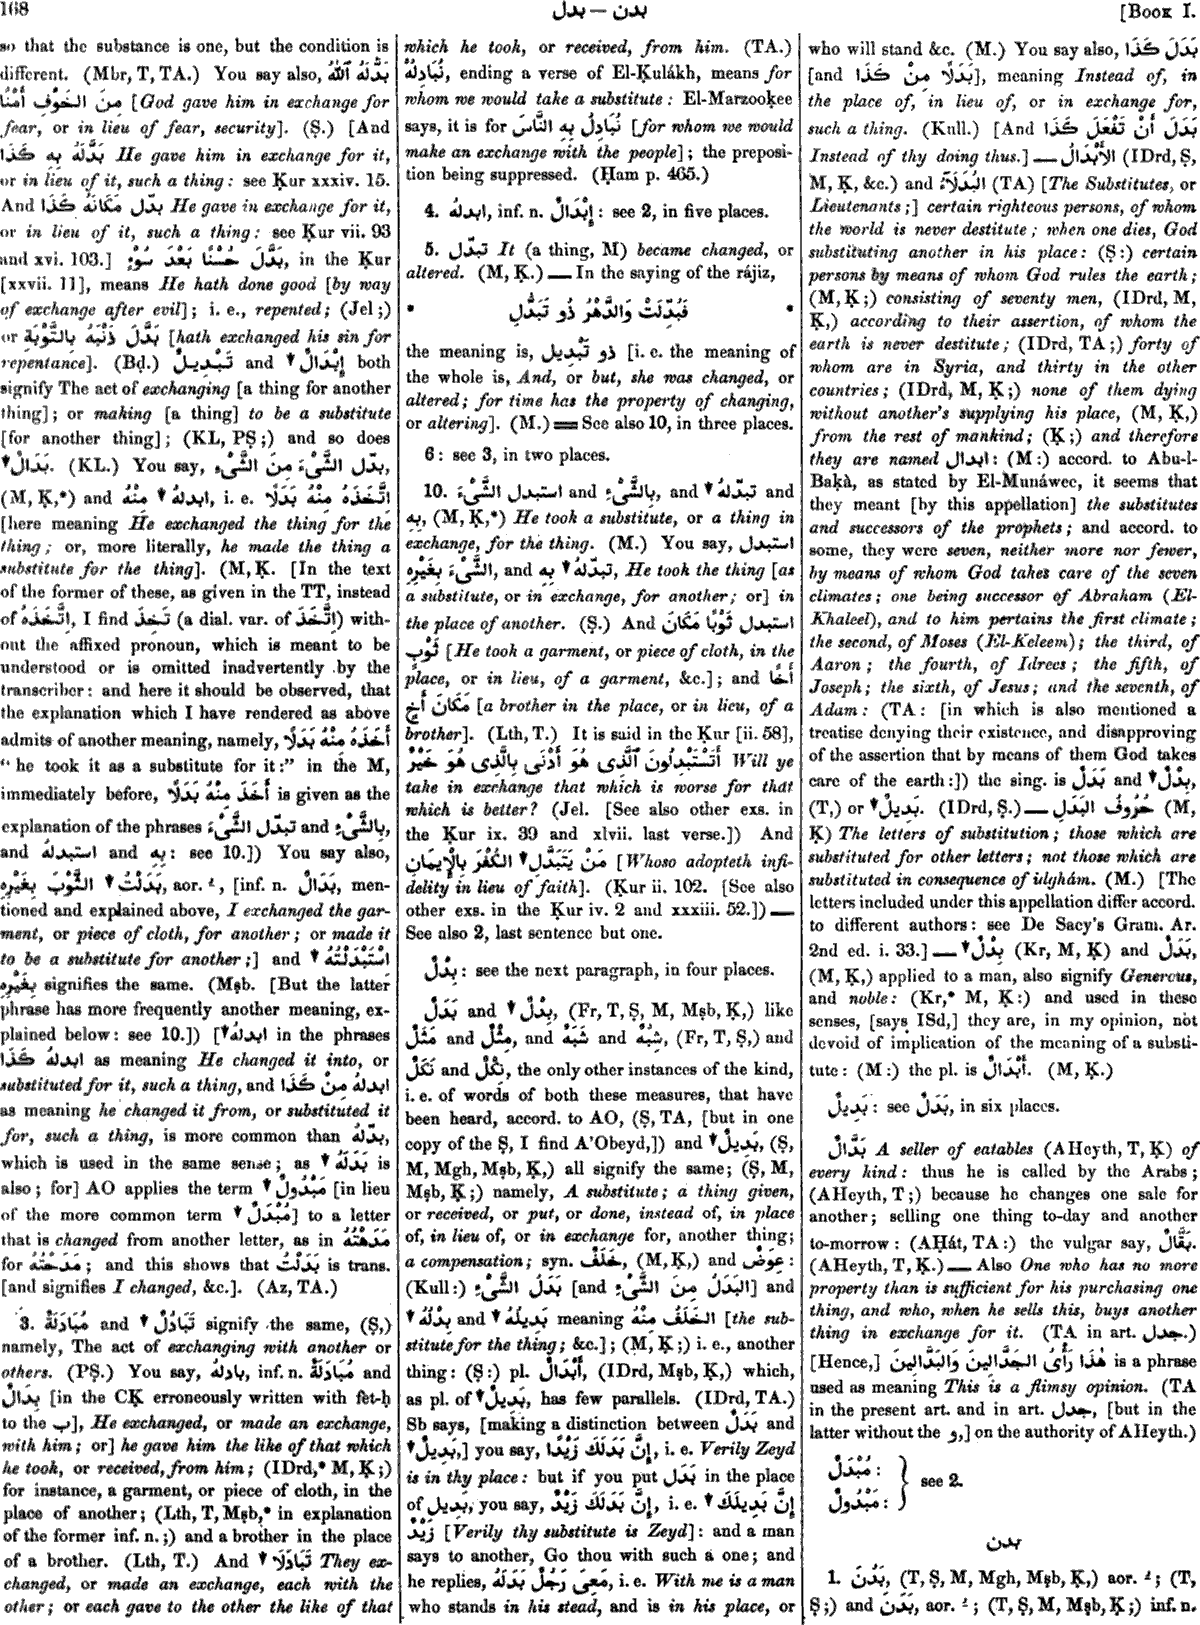 168
بدل — بدن
[Book I.
so that the substance is one, but the condition is
different. (Mbr, T, TA.) You say also, بَدَّلَهُ ٱللّٰهُ
مِنَ الخَوْفِ أَمْنًا [God gave him in exchange for
fear, or in lieu of fear, security]. (Ṣ.) [And
بَدَّلَهُ بِهِ كَذَا He gave him in exchange for it,
or in lieu of it, such a thing: see Ḳur xxxiv. 15.
And بدّل مَكَانَهُ كَذَا He gave in exchange for it,
or in lieu of it, such a thing: see Ḳur vii. 93
and xvi. 103.] بَدَّلَ حُسْنًا بَعْدَ سُوْءٍ, in the Ḳur
[xxvii. 11], means He hath done good [by way
of exchange after evil]; i. e., repented; (Jel;)
or بَدَّلَ ذَنْبَهُ بِالتَّوْبَةِ [hath exchanged his sin for
repentance]. (Bḍ.) تَبْدِيلٌ and ▼ إِبْدَالٌ both
signify The act of exchanging [a thing for another
thing]; or making [a thing] to be a substitute
[for another thing]; (KL, PṢ;) and so does
▼ بَدَالٌ. (KL.) You say, بدّل الشَّىْءَ مِنَ الشَّىْءِ,
(M, Ḳ,*) and ▼ ابدلهُ مِنْهُ, i. e. اتَّخَذَهُ مِنْهُ بَدَلًا
[here meaning He exchanged the thing for the
thing; or, more literally, he made the thing a
substitute for the thing]. (M, Ḳ. [In the text
of the former of these, as given in the TT, instead
of اتَّخَذَهُ, I find تَخِذَ (a dial. var. of اتَّخَذَ) with-
out the affixed pronoun, which is meant to be
understood or is omitted inadvertently by the
transcriber: and here it should be observed, that
the explanation which I have rendered as above
admits of another meaning, namely, أَخَذَهُ مِنْهُ بَدَلًا
“he took it as a substitute for it:” in the M,
immediately before, أَخَذَ مِنْهُ بَدَلًا is given as the
explanation of the phrases تبدّل الشَّىْءَ and بِالشَّىْءِ,
and استبدلهُ and بِهِ: see 10.]) You say also,
▼ بَدَلْتُ الثَّوْبَ بِغَيْرِهِ, aor. ـُ, [inf. n. بَدَالٌ, men-
tioned and explained above, I exchanged the gar-
ment, or piece of cloth, for another; or made it
to be a substitute for another;] and ▼ اسْتَبْدَلْتُهُ
بِغَيْرِهِ signifies the same. (Mṣb. [But the latter
phrase has more frequently another meaning, ex-
plained below: see 10.]) [▼ ابدلهُ in the phrases
ابدلهُ كَذَا as meaning He changed it into, or
substituted for it, such a thing, and ابدلهُ مِنْ كَذَا
as meaning he changed it from, or substituted it
for, such a thing, is more common than بدّلهُ,
which is used in the same sense; as ▼ بَدَلَهُ is
also; for] AO applies the term ▼ مَبْدُولٌ [in lieu
of the more common term ▼ مُبْدَلٌ] to a letter
that is changed from another letter, as in مَدَهْتُهُ
for مَدَحْتُهُ; and this shows that بَدَلْتُ is trans.
[and signifies I changed, &c.]. (Az, TA.)
3. مُبَادَلَةٌ and ▼ تَبَادُلٌ signify the same, (Ṣ,)
namely, The act of exchanging with another or
others. (PṢ.) You say, بادلهُ, inf. n. مُبَادَلَةٌ and
بِدَالٌ [in the CḲ erroneously written with fet-ḥ
to the ب], He exchanged, or made an exchange,
with him; or] he gave him the like of that which
he took, or received, from him; (IDrd,* M, Ḳ;)
for instance, a garment, or piece of cloth, in the
place of another; (Lth, T, Mṣb,* in explanation
of the former inf. n.;) and a brother in the place
of a brother. (Lth, T.) And ▼ تَبَادَلَا They ex-
changed, or made an exchange, each with the
other; or each gave to the other the like of that
which he took, or received, from him. (TA.)
نُبَادِلُهْ, ending a verse of El-Ḳulákh, means for
whom we would take a substitute: El-Marzooḳee
says, it is for نُبَادِلُ بِهِ النَّاسَ [for whom we would
make an exchange with the people]; the preposi-
tion being suppressed. (Ḥam p. 465.)
4. ابدلهُ, inf. n. إِبْدَالٌ: see 2, in five places.
5. تبدّل It (a thing, M) became changed, or
altered. (M, Ḳ.) — In the saying of the rájiz,
* فَبُدِّلَتْ وَالدَّهْرُ ذُو تَبَدُّلِ *
the meaning is, ذو تَبْدِيل [i. e. the meaning of
the whole is, And, or but, she was changed, or
altered; for time has the property of changing,
or altering]. (M.) = See also 10, in three places.
6: see 3, in two places.
10. استبدل الشَّىْءَ and بِالشَّىْءِ, and ▼ تبدّلهُ and
بِهِ, (M, Ḳ,*) He took a substitute, or a thing in
exchange, for the thing. (M.) You say, استبدل
الشَّىْءَ بِغَيْرِهِ, and ▼ تبدّلهُ بِهِ, He took the thing [as
a substitute, or in exchange, for another; or] in
the place of another. (Ṣ.) And استبدل ثَوْبًا مَكَانَ
ثَوْبٍ [He took a garment, or piece of cloth, in the
place, or in lieu, of a garment, &c.]; and أَخًا
مَكَانَ أَخٍ [a brother in the place, or in lieu, of a
brother]. (Lth, T.) It is said in the Ḳur [ii. 58],
أَتَسْتَبْدِلُونَ ٱلَّذِى هُوَ أَدْنَى بِالَّذِى هُوَ خَيْرٌ Will ye
take in exchange that which is worse for that
which is better? (Jel. [See also other exs. in
the Ḳur ix. 39 and xlvii. last verse.]) And
مَنْ يَتَبَدَّلِ ▼ الكُفْرَ بِالْإِيمَانِ [Whoso adopteth infi-
delity in lieu of faith]. (Ḳur ii. 102. [See also
other exs. in the Ḳur iv. 2 and xxxiii. 52.]) —
See also 2, last sentence but one.
بِدْلٌ: see the next paragraph, in four places.
بَدَلٌ and ▼ بِدْلٌ, (Fr, T, Ṣ, M, Mṣb, Ḳ,) like
مَثَلٌ and مِثْلٌ, and شَبَهٌ and شِبْهٌ, (Fr, T, Ṣ,) and
نَكَلٌ and نِكْلٌ, the only other instances of the kind,
i. e. of words of both these measures, that have
been heard, accord. to AO, (Ṣ, TA, [but in one
copy of the Ṣ, I find A’Obeyd,]) and ▼ بَدِيلٌ, (Ṣ,
M, Mgh, Mṣb, Ḳ,) all signify the same; (Ṣ, M,
Mṣb, Ḳ;) namely, A substitute; a thing given,
or received, or put, or done, instead of, in place
of, in lieu of, or in exchange for, another thing;
a compensation; syn. خَلَفٌ, (M, Ḳ,) and عِوَضٌ:
(Kull:) بَدَلُ الشَّىْءِ [and البَدَلُ مِنَ الشَّىْءِ] and
▼ بِدْلُهُ and ▼ بَدِيلُهُ meaning الخَلَفُ مِنْهُ [the sub-
stitute for the thing; &c.]; (M, Ḳ;) i. e., another
thing: (Ṣ:) pl. أَبْدَالٌ, (IDrd, Mṣb, Ḳ,) which,
as pl. of ▼ بَدِيلٌ, has few parallels. (IDrd, TA.)
Sb says, [making a distinction between بَدَلٌ and
▼ بَدِيلٌ,] you say, إِنَّ بَدَلَكَ زَيْدًا, i. e. Verily Zeyd
is in thy place: but if you put بَدَل in the place
of بَدِيل, you say, إِنَّ بَدَلَكَ زَيْدٌ, i. e. ▼ إِنَّ بَدِيلَكَ
زَيْدٌ [Verily thy substitute is Zeyd]: and a man
says to another, Go thou with such a one; and
he replies, مَعِى رَجُلٌ بَدَلَهُ, i. e. With me is a man
who stands in his stead, and is in his place, or
who will stand &c. (M.) You say also, بَدَلَ كَذَا
[and بَدَلًا مِنْ كَذَا], meaning Instead of, in
the place of, in lieu of, or in exchange for,
such a thing. (Kull.) [And بَدَلَ أَنْ تَفْعَلَ كَذَا
Instead of thy doing thus.] — الأَبْدَالُ (IDrd, Ṣ,
M, Ḳ, &c.) and البُدَلَآءُ (TA) [The Substitutes, or
Lieutenants;] certain righteous persons, of whom
the world is never destitute; when one dies, God
substituting another in his place: (Ṣ:) certain
persons by means of whom God rules the earth;
(M, Ḳ;) consisting of seventy men, (IDrd, M,
Ḳ,) according to their assertion, of whom the
earth is never destitute; (IDrd, TA;) forty of
whom are in Syria, and thirty in the other
countries; (IDrd, M, Ḳ;) none of them dying
without another’s supplying his place, (M, Ḳ,)
from the rest of mankind; (Ḳ;) and therefore
they are named ابدال: (M:) accord. to Abu-l-
Baḳà, as stated by El-Munáwee, it seems that
they meant [by this appellation] the substitutes
and successors of the prophets; and accord. to
some, they were seven, neither more nor fewer,
by means of whom God takes care of the seven
climates; one being successor of Abraham (El-
Khaleel), and to him pertains the first climate;
the second, of Moses (El-Keleem); the third, of
Aaron; the fourth, of Idrees; the fifth, of
Joseph; the sixth, of Jesus; and the seventh, of
Adam: (TA: [in which is also mentioned a
treatise denying their existence, and disapproving
of the assertion that by means of them God takes
care of the earth:]) the sing. is بَدَلٌ and ▼ بِدْلٌ,
(T,) or ▼ بَدِيلٌ. (IDrd, Ṣ.) — حُرُوفُ البَدَلِ (M,
Ḳ) The letters of substitution; those which are
substituted for other letters; not those which are
substituted in consequence of idghám. (M.) [The
letters included under this appellation differ accord.
to different authors: see De Sacy’s Gram. Ar.
2nd ed. i. 33.] — ▼ بِدْلٌ (Kr, M, Ḳ) and بَدَلٌ,
(M, Ḳ,) applied to a man, also signify Generous,
and noble: (Kr,* M, Ḳ:) and used in these
senses, [says ISd,] they are, in my opinion, not
devoid of implication of the meaning of a substi-
tute: (M:) the pl. is أَبْدَالٌ. (M, Ḳ.)
بَدِيلٌ: see بَدَلٌ, in six places.
بَدَّالٌ A seller of eatables (AHeyth, T, Ḳ) of
every kind: thus he is called by the Arabs;
(AHeyth, T;) because he changes one sale for
another; selling one thing to-day and another
to-morrow: (AḤát, TA:) the vulgar say, بَقَّالٌ.
(AHeyth, T, Ḳ.) — Also One who has no more
property than is sufficient for his purchasing one
thing, and who, when he sells this, buys another
thing in exchange for it. (TA in art. جدل.)
[Hence,] هٰذَا رَأْىُ الجَدَّالِينَ وَالبَدَّالِينَ is a phrase
used as meaning This is a flimsy opinion. (TA
in the present art. and in art. جدل, [but in the
latter without the و,] on the authority of AHeyth.)
مُبْدَلٌ:
see 2.
مَبْدُولٌ:
بدن
1. بَدُنَ, (T, Ṣ, M, Mgh, Mṣb, Ḳ,) aor. ـُ; (T,
Ṣ;) and بَدَنَ, aor. ـُ; (T, Ṣ, M, Mṣb, Ḳ;) inf. n.